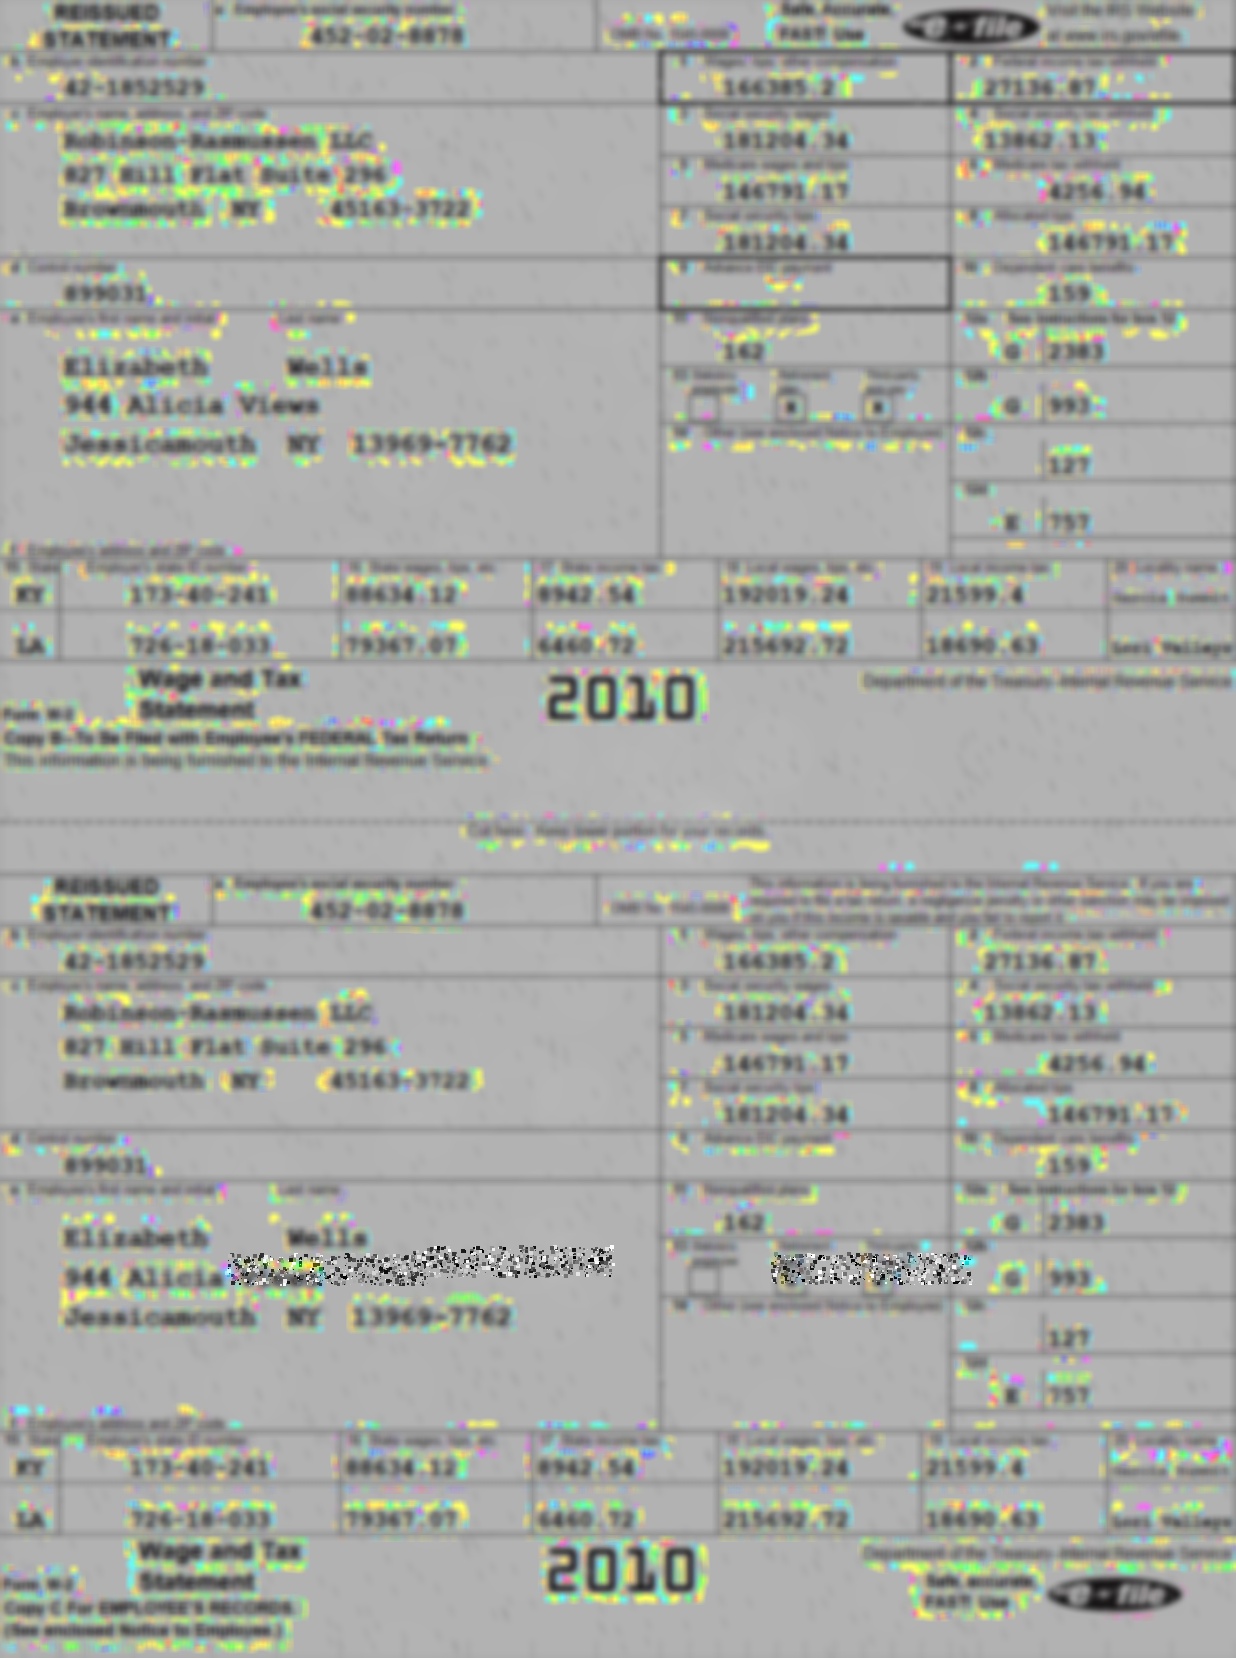 REISSUED STATEMENT
a Employee's social security number
452-02-8878
OMB No.
Safe, Accurate, FAST! Use
e-file
Visit the IRS Website at www.irs.gov/efile.
b Employer identification number
42-1852529
1 Wages, tips, other compensation
166385.2
2 Federal income tax withheld
27136.87
c Employer's name, address, and ZIP code
Robinson-Rasmussen LLC
827 Hill Flat Suite 296
Brownmouth NY 45163-3722
3 Social security wages
181204.34
4 Social security tax withheld
13862.13
5 Medicare wages and tips
146791.17
6 Medicare tax withheld
4256.94
7 Social security tips
181204.34
8 Allocated tips
146791.17
d Control number
899031
9 Advance EIC payment
10 Dependent care benefits
159
e Employee's first name and initial Last name
Elizabeth Wells
944 Alicia Views
Jessicamouth NY 13969-7762
11 Nonqualified plans
162
12a See instructions for box 12
G 2383
13
X X
12b
G 993
14 Other (see enclosed Notice to Employee)
12c
127
12d
E 757
f Employee's address and ZIP code
15 State Employer's state ID number 16 State wages, tips, etc. 17 State income tax 18 Local wages, tips, etc. 19 Local income tax 20 Locality name
KY 173-40-241 88634.12 8942.54 192019.24 21599.4
LA 726-18-033 79367.07 6460.72 215692.72 18690.63 Lori Valleys
Form W-2 Wage and Tax Statement
2010
Department of the Treasury-Internal Revenue Service
Copy B—To Be Filed with Employee's FEDERAL Tax Return
This information is being furnished to the Internal Revenue Service.
Cut here - Keep lower portion for your records.
REISSUED STATEMENT
a Employee's social security number
452-02-8878
OMB No.
This information is being furnished to the Internal Revenue Service. If you are
required to file a tax return, a negligence penalty or other sanction may be imposed
on you if this income is taxable and you fail to report it.
b Employer identification number
42-1852529
1 Wages, tips, other compensation
166385.2
2 Federal income tax withheld
27136.87
c Employer's name, address, and ZIP code
Robinson-Rasmussen LLC
827 Hill Flat Suite 296
Brownmouth NY 45163-3722
3 Social security wages
181204.34
4 Social security tax withheld
13862.13
5 Medicare wages and tips
146791.17
6 Medicare tax withheld
4256.94
7 Social security tips
181204.34
8 Allocated tips
146791.17
d Control number
899031
9 Advance EIC payment
10 Dependent care benefits
159
e Employee's first name and initial Last name
Elizabeth Wells
944 Alicia
Jessicamouth NY 13969-7762
11 Nonqualified plans
162
12a See instructions for box 12
G 2383
13
12b
G 993
14 Other (see enclosed Notice to Employee)
12c
127
12d
E 757
f Employee's address and ZIP code
15 State Employer's state ID number 16 State wages, tips, etc. 17 State income tax 18 Local wages, tips, etc. 19 Local income tax 20 Locality name
KY 173-40-241 88634.12 8942.54 192019.24 21599.4
LA 726-18-033 79367.07 6460.72 215692.72 18690.63 Lori Valleys
Form W-2 Wage and Tax Statement
2010
Department of the Treasury-Internal Revenue Service
Copy C For EMPLOYEE'S RECORDS.
(See enclosed Notice to Employee.)
Safe, accurate, FAST! Use
e-file